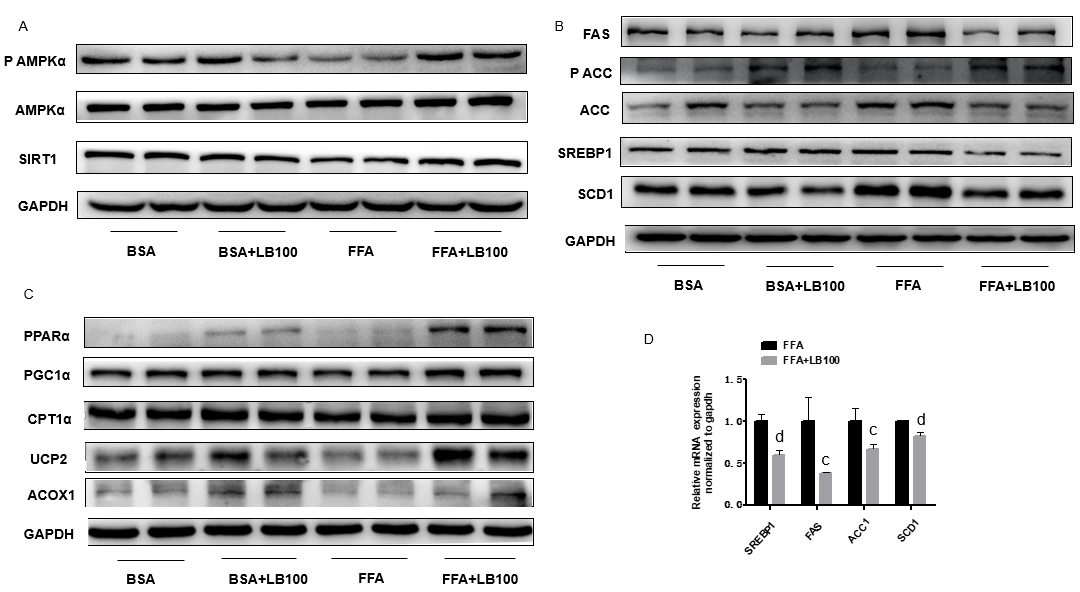 A
P AMPKα
AMPKα
SIRT1
GAPDH
BSA BSA+LB100 FFA FFA+LB100
B
FAS
P ACC
ACC
SREBP1
SCD1
GAPDH
BSA BSA+LB100 FFA FFA+LB100
C
PPARα
PGC1α
CPT1α
UCP2
ACOX1
GAPDH
BSA BSA+LB100 FFA FFA+LB100
D
FFA
FFA+LB100
Relative mRNA expression
normalized to gapdh
1.5
1.0
0.5
0.0
d c c d
SREBP1 FAS ACC1 SCD1